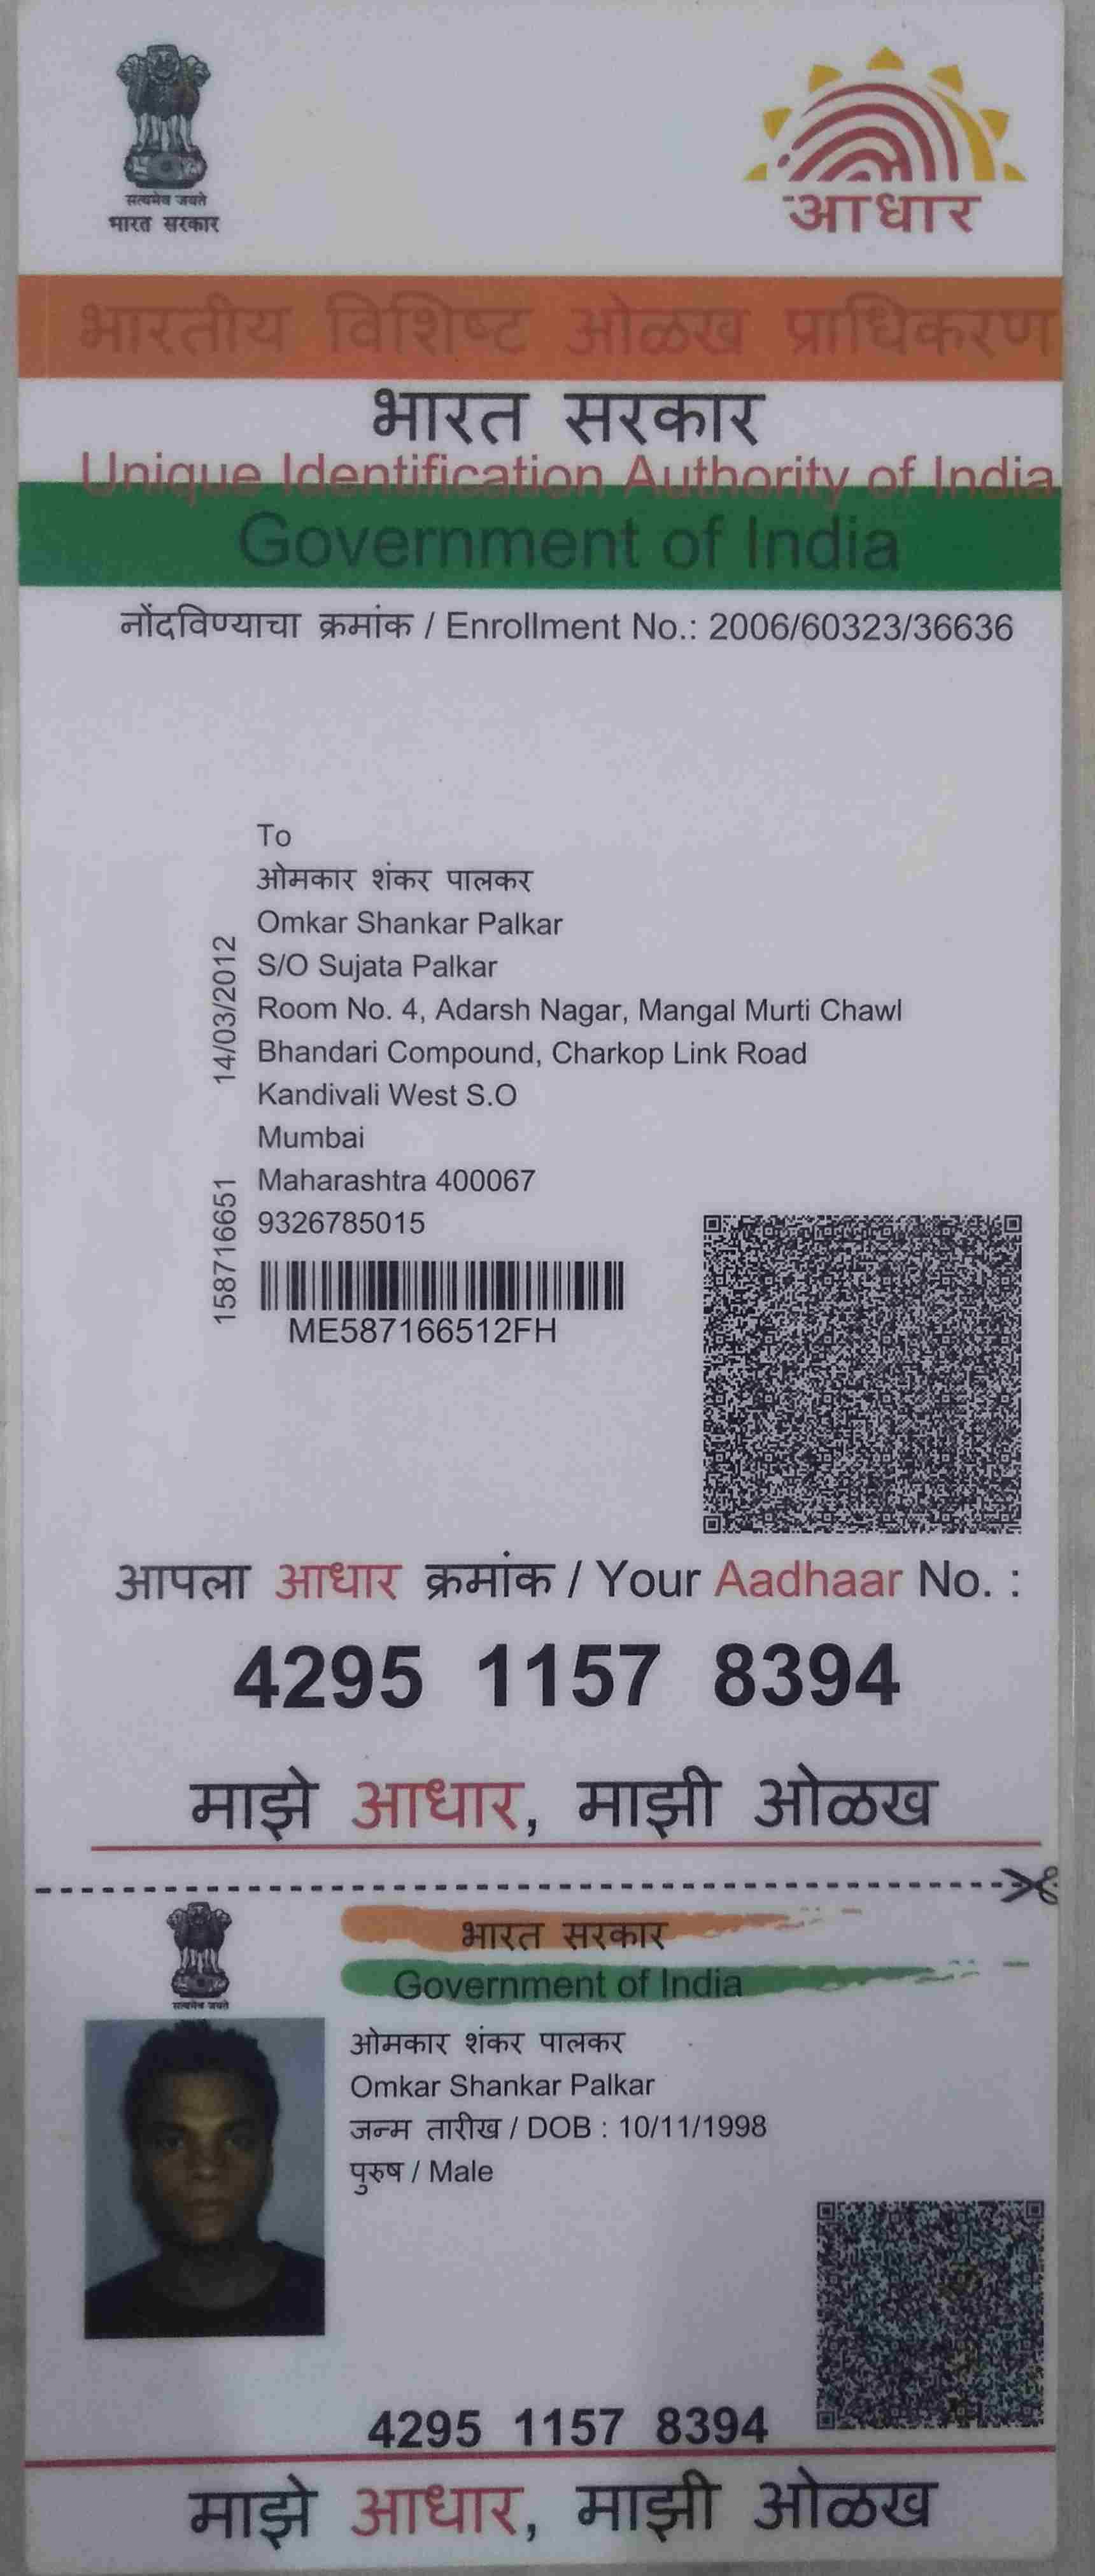 सत्यमेव जयते
भारत सरकार
आधार
भारतीय विशिष्ट ओळख प्राधिकरण
भारत सरकार
Unique Identification Authority of India
Government of India
नोंदविण्याचा क्रमांक / Enrollment No.: 2006/60323/36636
To
ओमकार शंकर पालकर
Omkar Shankar Palkar
S/O Sujata Palkar
Room No. 4, Adarsh Nagar, Mangal Murti Chawl
Bhandari Compound, Charkop Link Road
Kandivali West S.O
Mumbai
Maharashtra 400067
9326785015
14/03/2012
158716651
ME587166512FH
आपला आधार क्रमांक / Your Aadhaar No. :
4295 1157 8394
माझे आधार, माझी ओळख
सत्यमेव जयते
भारत सरकार
Government of India
ओमकार शंकर पालकर
Omkar Shankar Palkar
जन्म तारीख / DOB : 10/11/1998
पुरुष / Male
4295 1157 8394
माझे आधार, माझी ओळख